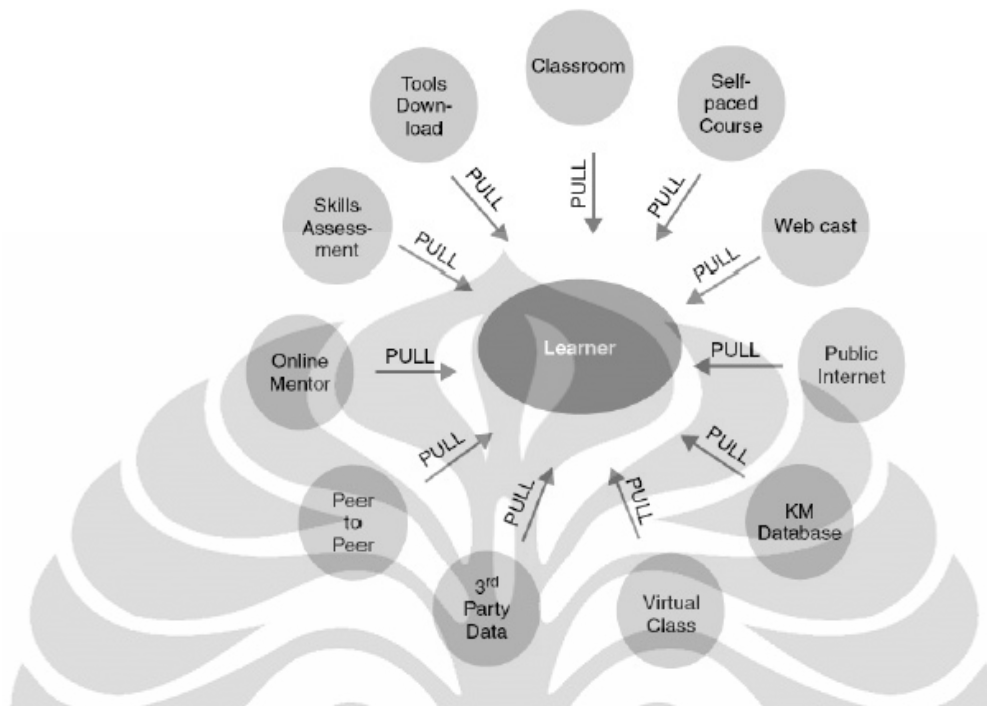 Classroom
Tools
Down-
load
Self-
paced
Course
PULL
PULL
PULL
Skills
Assess-
ment
PULL
Web cast
PULL
Learner
Online
Mentor
PULL
PULL
Public
Internet
PULL
PULL
Peer
to
Peer
PULL
PULL
KM
Database
3rd
Party
Data
Virtual
Class